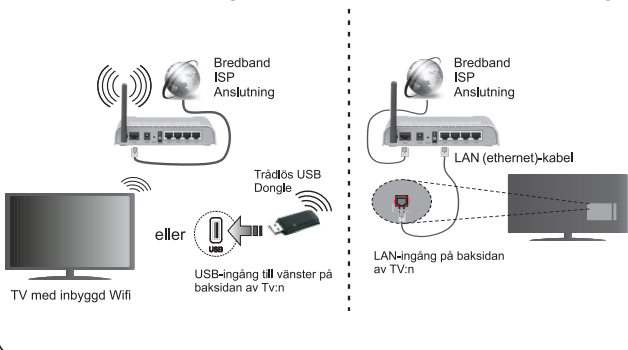 Bredband
ISP
Anslutning
Trådlös USB
Dongle
eller
USB
USB-ingång till vänster på
baksidan av Tv:n
TV med inbyggd Wifi
Bredband
ISP
Anslutning
LAN (ethernet)-kabel
LAN-ingång på baksidan
av TV:n